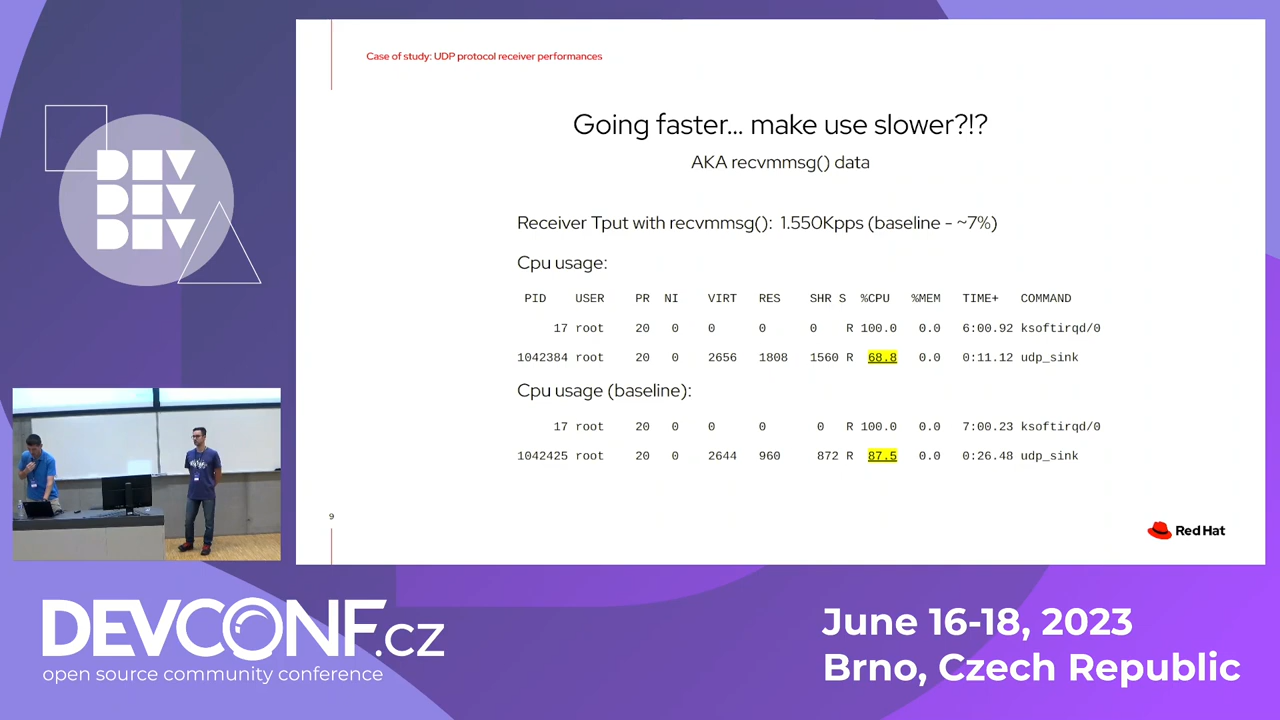 Case of study: UDP protocol receiver performances
Going faster... make use slower?!?
AKA recvmmsg() data
Receiver Tput with recvmmsg(): 1.550Kpps (baseline - ~7%)
Cpu usage:
PID USER PR NI VIRT RES SHR S %CPU %MEM TIME+ COMMAND
17 root 20 0 0 0 0 R 100.0 0.0 6:00.92 ksoftirqd/0
1042384 root 20 0 2656 1808 1560 R 68.8 0.0 0:11.12 udp_sink
Cpu usage (baseline):
17 root 20 0 0 0 0 R 100.0 0.0 7:00.23 ksoftirqd/0
1042425 root 20 0 2644 960 872 R 87.5 0.0 0:26.48 udp_sink
9
Red Hat
DEV
DEV
DEV
DEVCONF.cz
open source community conference
June 16-18, 2023
Brno, Czech Republic